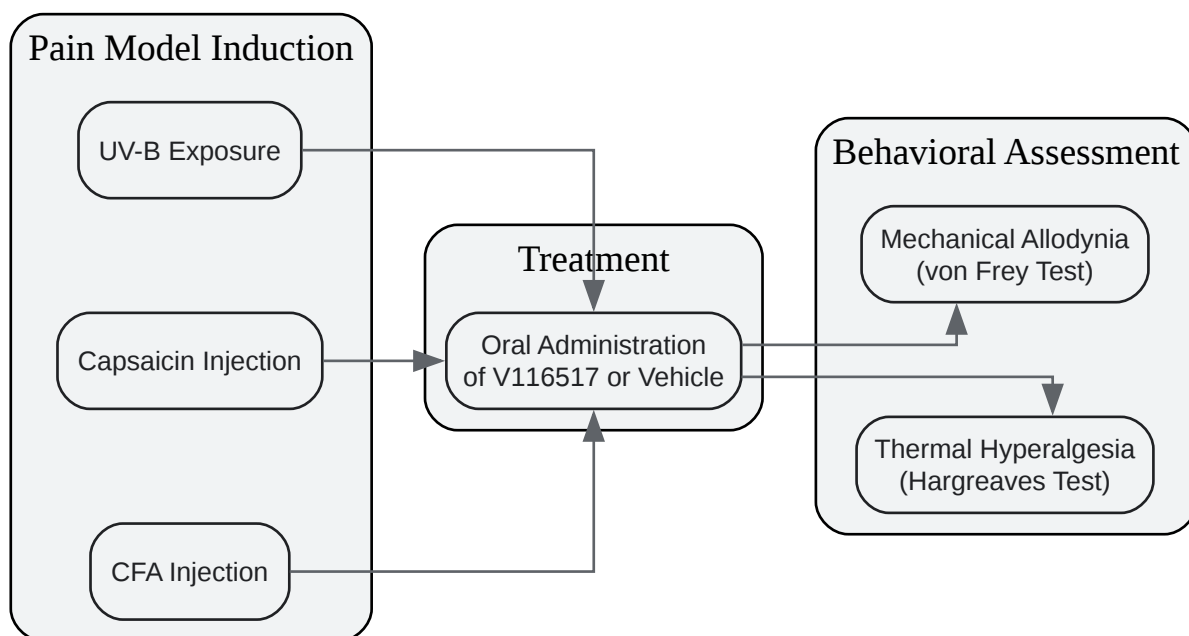 Pain Model Induction
UV-B Exposure
Capsaicin Injection
CFA Injection
Treatment
Oral Administration
of V116517 or Vehicle
Behavioral Assessment
Mechanical Allodynia
(von Frey Test)
Thermal Hyperalgesia
(Hargreaves Test)